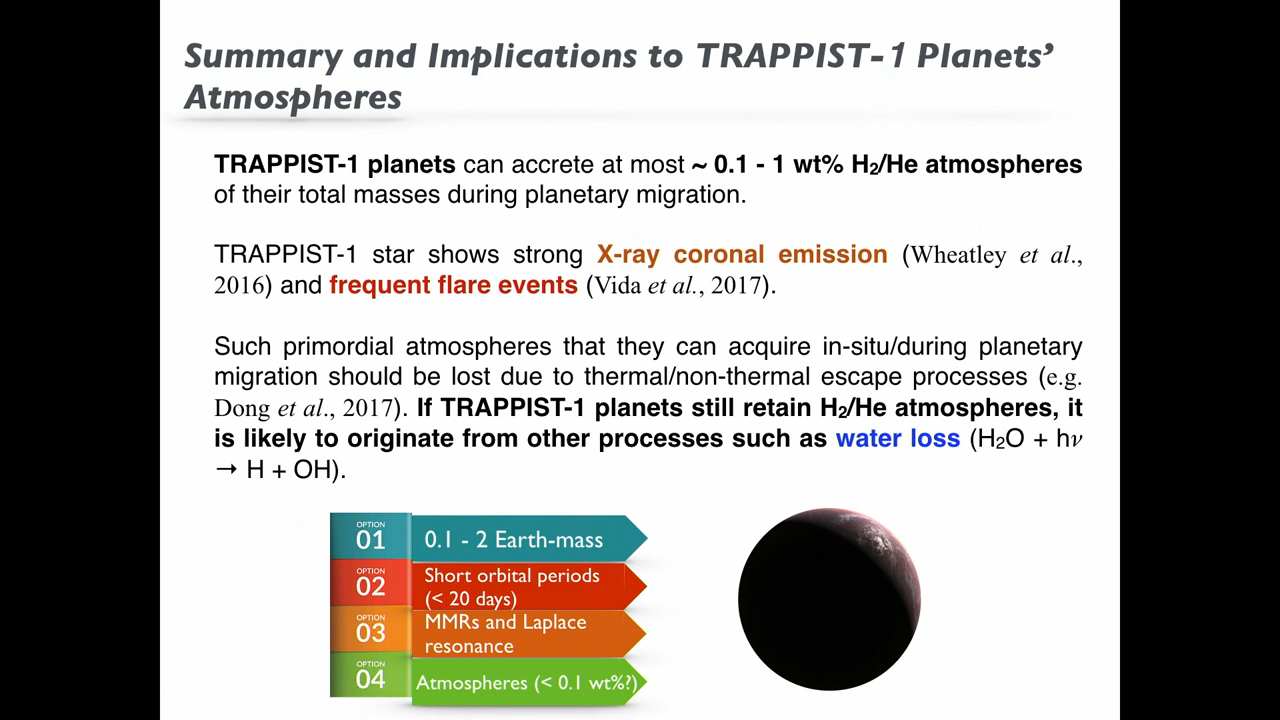 Summary and Implications to TRAPPIST-1 Planets’
Atmospheres
TRAPPIST-1 planets can accrete at most ~ 0.1 - 1 wt% H₂/He atmospheres
of their total masses during planetary migration.
TRAPPIST-1 star shows strong X-ray coronal emission (Wheatley et al.,
2016) and frequent flare events (Vida et al., 2017).
Such primordial atmospheres that they can acquire in-situ/during planetary
migration should be lost due to thermal/non-thermal escape processes (e.g.
Dong et al., 2017). If TRAPPIST-1 planets still retain H₂/He atmospheres, it
is likely to originate from other processes such as water loss (H₂O + hν
→ H + OH).
OPTION
01
0.1 - 2 Earth-mass
OPTION
02
Short orbital periods
(< 20 days)
OPTION
03
MMRs and Laplace
resonance
OPTION
04
Atmospheres (< 0.1 wt%?)